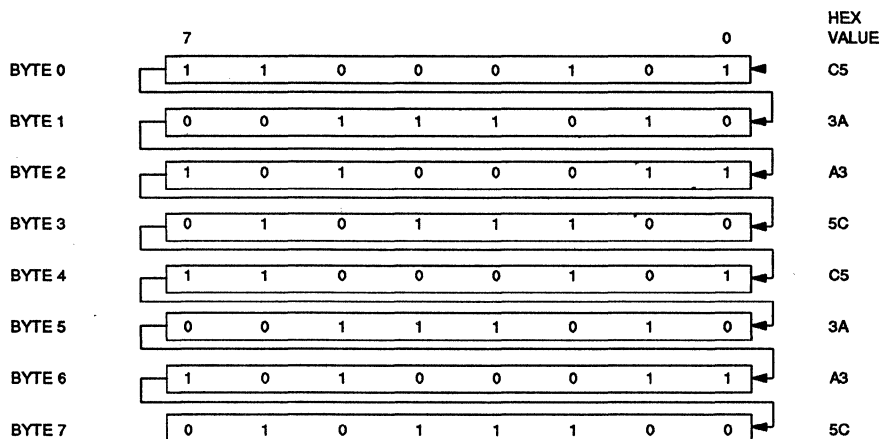 HEX
7 0 VALUE
BYTE 0 1 1 0 0 0 1 0 1 C5
BYTE 1 0 0 1 1 1 0 1 0 3A
BYTE 2 1 0 1 0 0 0 1 1 A3
BYTE 3 0 1 0 1 1 1 0 0 5C
BYTE 4 1 1 0 0 0 1 0 1 C5
BYTE 5 0 0 1 1 1 0 1 0 3A
BYTE 6 1 0 1 0 0 0 1 1 A3
BYTE 7 0 1 0 1 1 1 0 0 5C